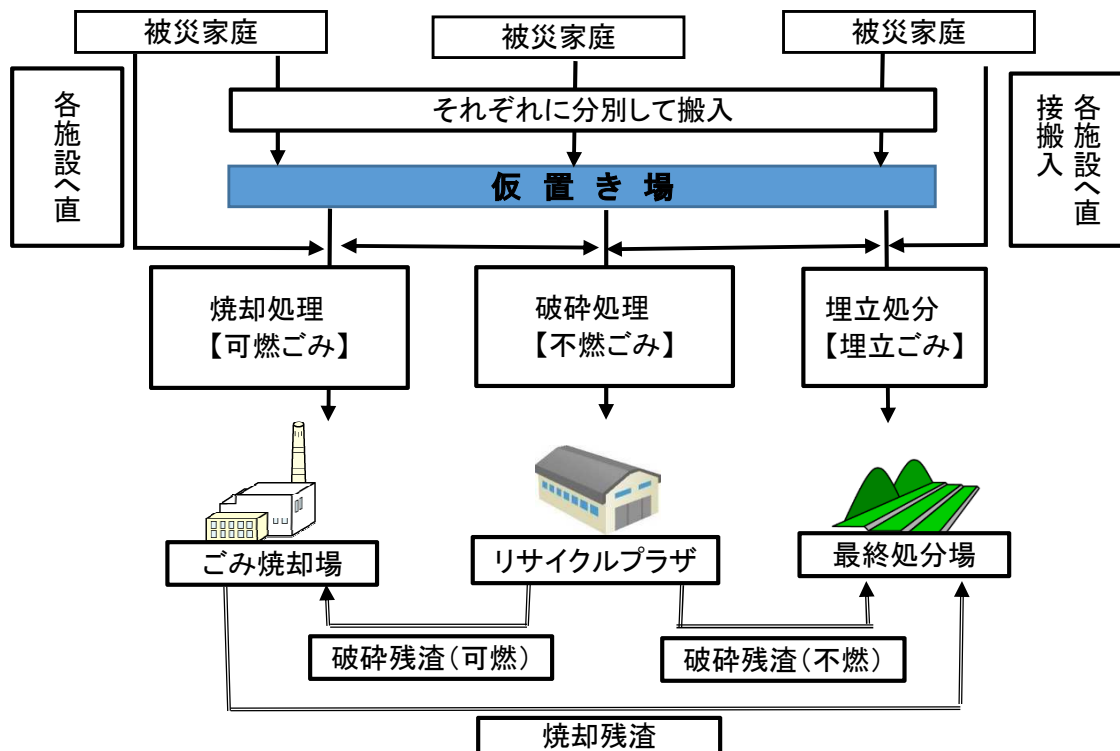 被災家庭
被災家庭
被災家庭
各施設へ直
各施設へ直
接搬入
それぞれに分別して搬入
仮置き場
焼却処理
【可燃ごみ】
破砕処理
【不燃ごみ】
埋立処分
【埋立ごみ】
ごみ焼却場
リサイクルプラザ
最終処分場
破砕残渣(可燃)
破砕残渣(不燃)
焼却残渣